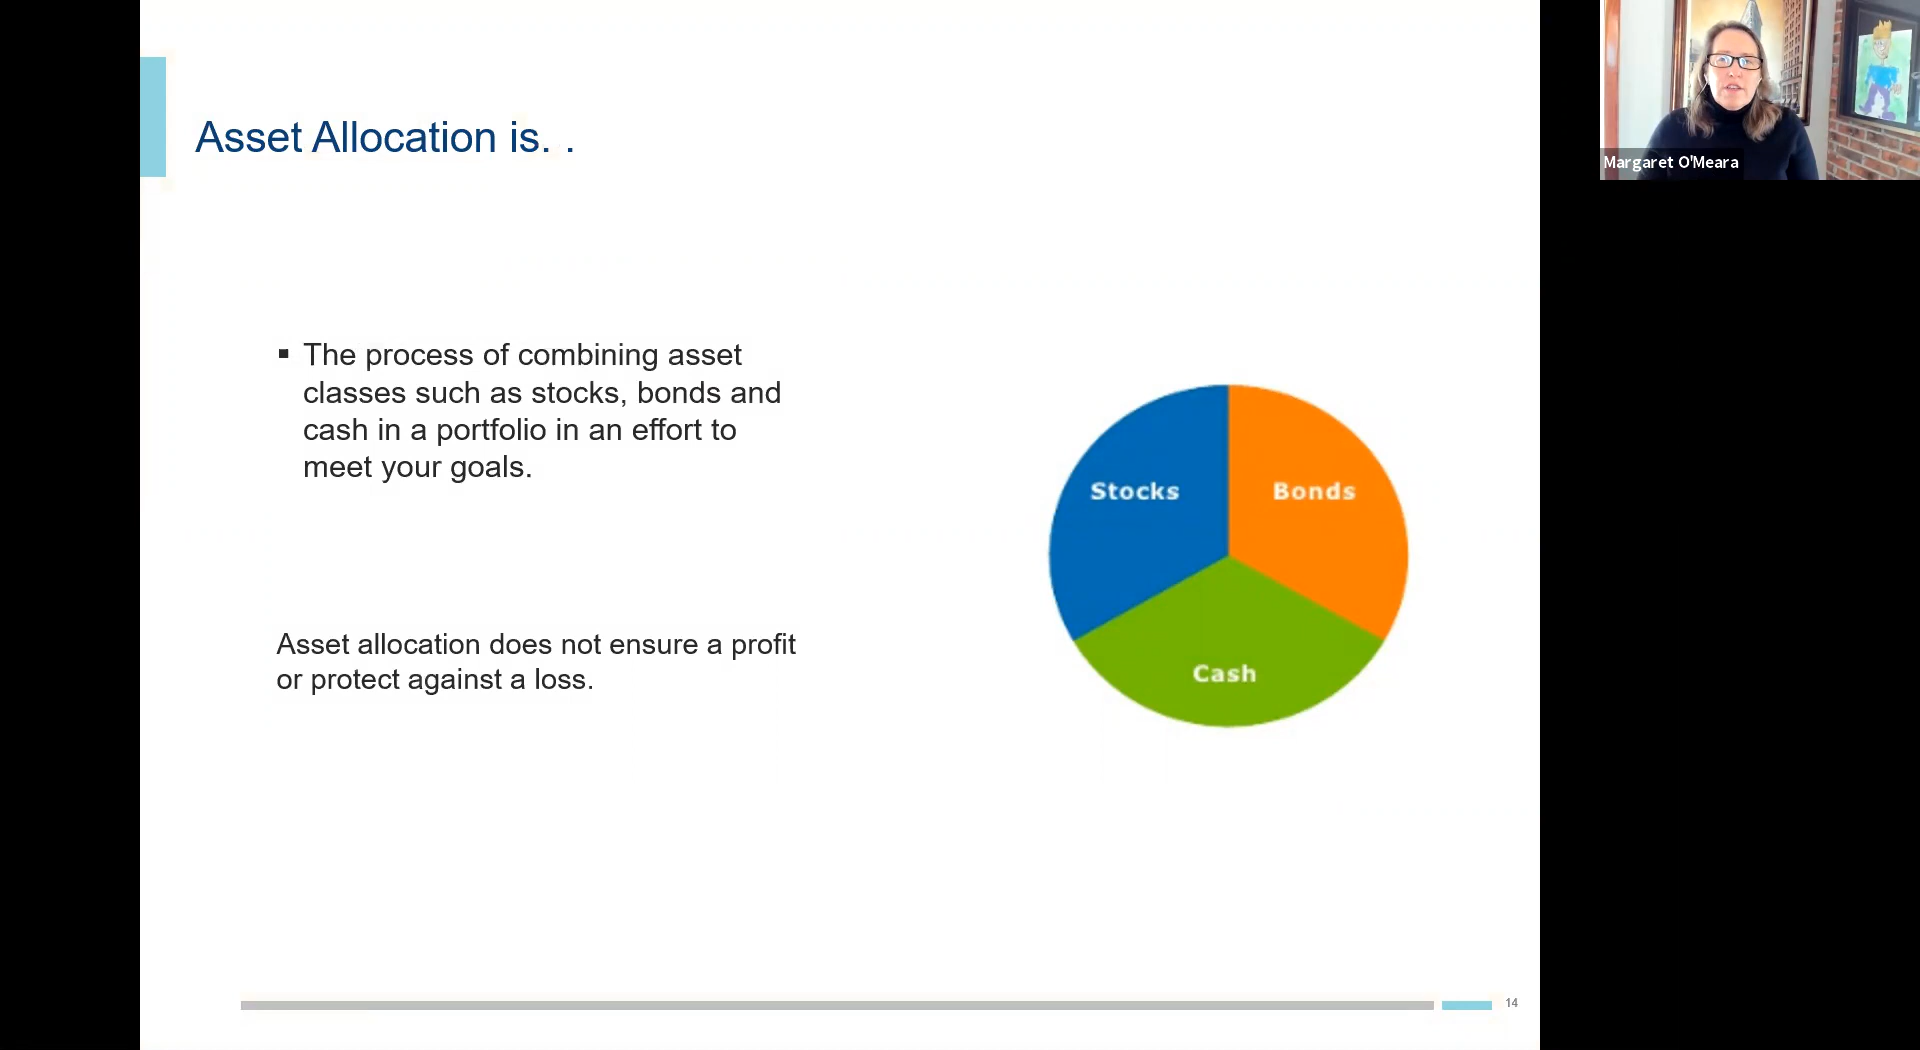 Asset Allocation is. .
▪ The process of combining asset
classes such as stocks, bonds and
cash in a portfolio in an effort to
meet your goals.
Asset allocation does not ensure a profit
or protect against a loss.
Stocks
Bonds
Cash
14
Margaret O'Meara